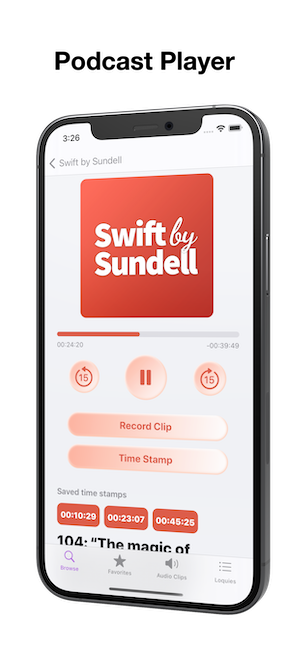 Podcast Player
3:26
Swift by Sundell
Swift by
Sundell
00:24:20
-00:39:49
15
15
Record Clip
Time Stamp
Saved time stamps
00:10:29
00:23:07
00:45:25
104: “The magic of
Browse
Favorites
Audio Clips
Loquies